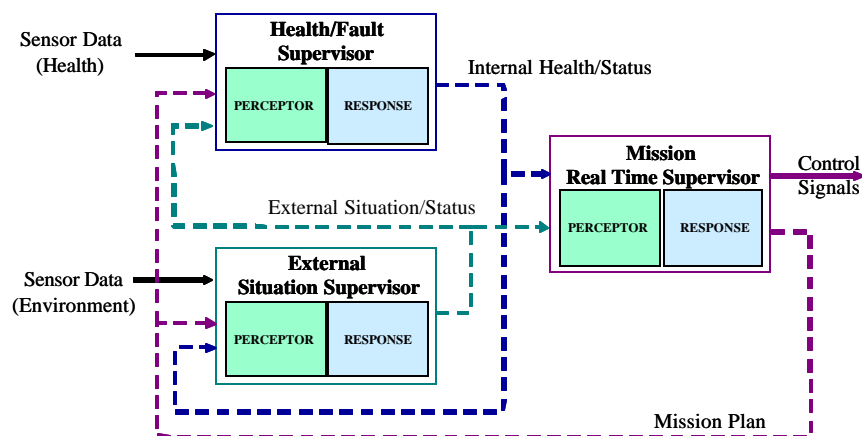 Sensor Data
(Health)
Health/Fault
Supervisor
PERCEPTOR
RESPONSE
Internal Health/Status
Mission
Real Time Supervisor
PERCEPTOR
RESPONSE
Control
Signals
External Situation/Status
Sensor Data
(Environment)
External
Situation Supervisor
PERCEPTOR
RESPONSE
Mission Plan